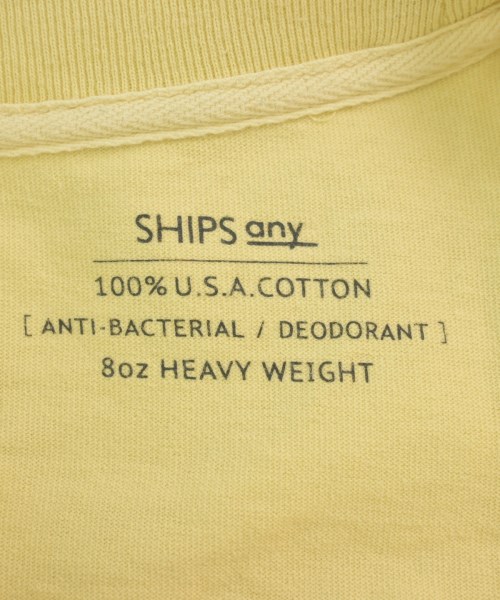 SHIPS any
100% U.S.A.COTTON
[ ANTI-BACTERIAL / DEODORANT ]
8oz HEAVY WEIGHT